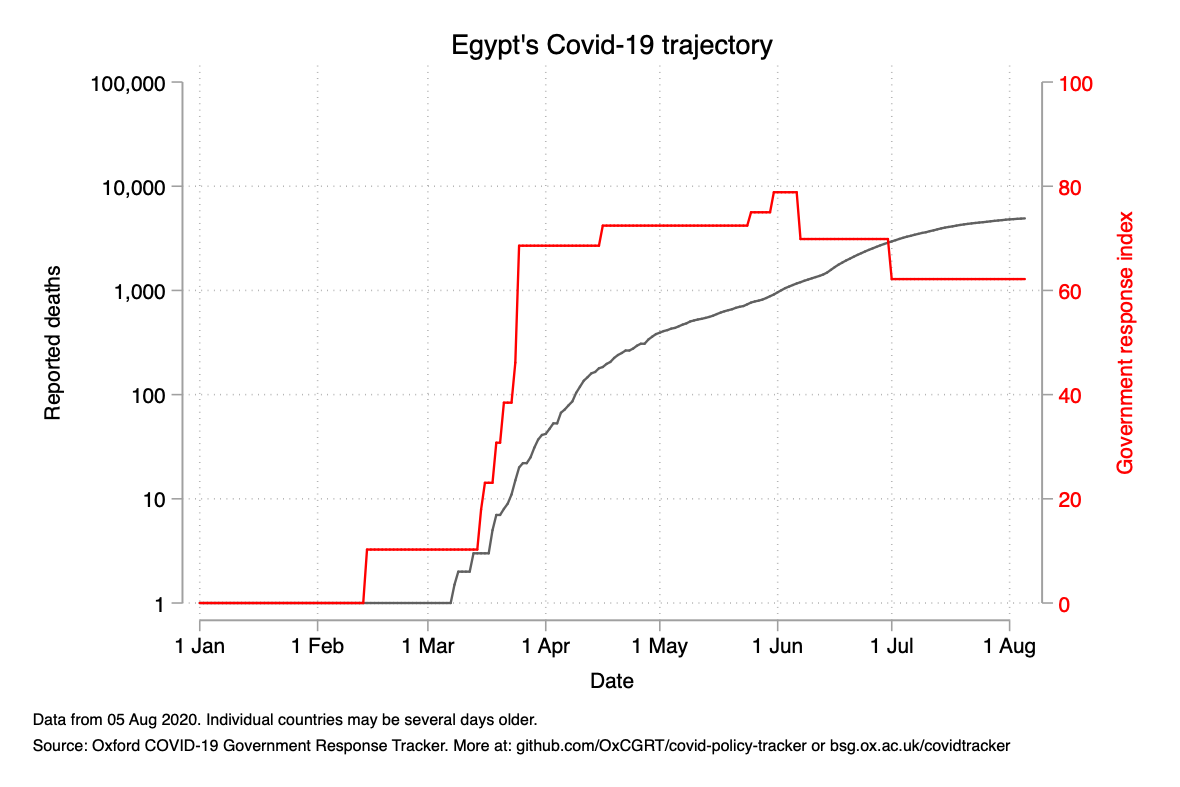 Egypt's Covid-19 trajectory
100,000
10,000
1,000
100
10
1
Reported deaths
100
80
60
40
20
0
Government response index
1 Jan 1 Feb 1 Mar 1 Apr 1 May 1 Jun 1 Jul 1 Aug
Date
Data from 05 Aug 2020. Individual countries may be several days older.
Source: Oxford COVID-19 Government Response Tracker. More at: github.com/OxCGRT/covid-policy-tracker or bsg.ox.ac.uk/covidtracker